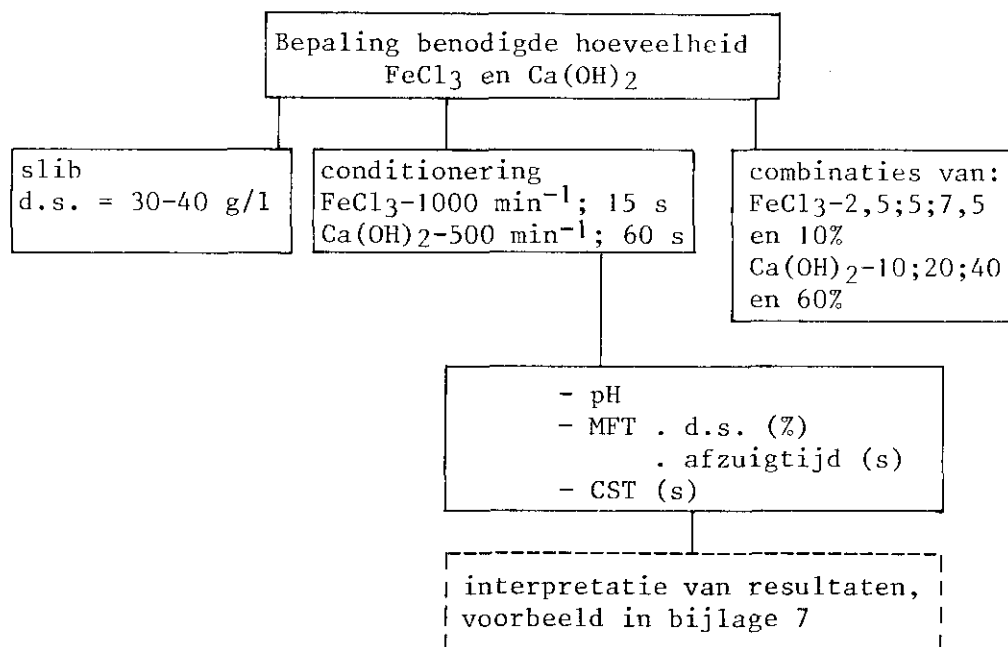 Bepaling benodigde hoeveelheid
FeCl3 en Ca(OH)2
slib
d.s. = 30-40 g/l
conditionering
FeCl3-1000 min-1; 15 s
Ca(OH)2-500 min-1; 60 s
combinaties van:
FeCl3-2,5;5;7,5
en 10%
Ca(OH)2-10;20;40
en 60%
- pH
- MFT . d.s. (%)
. afzuigtijd (s)
- CST (s)
interpretatie van resultaten,
voorbeeld in bijlage 7